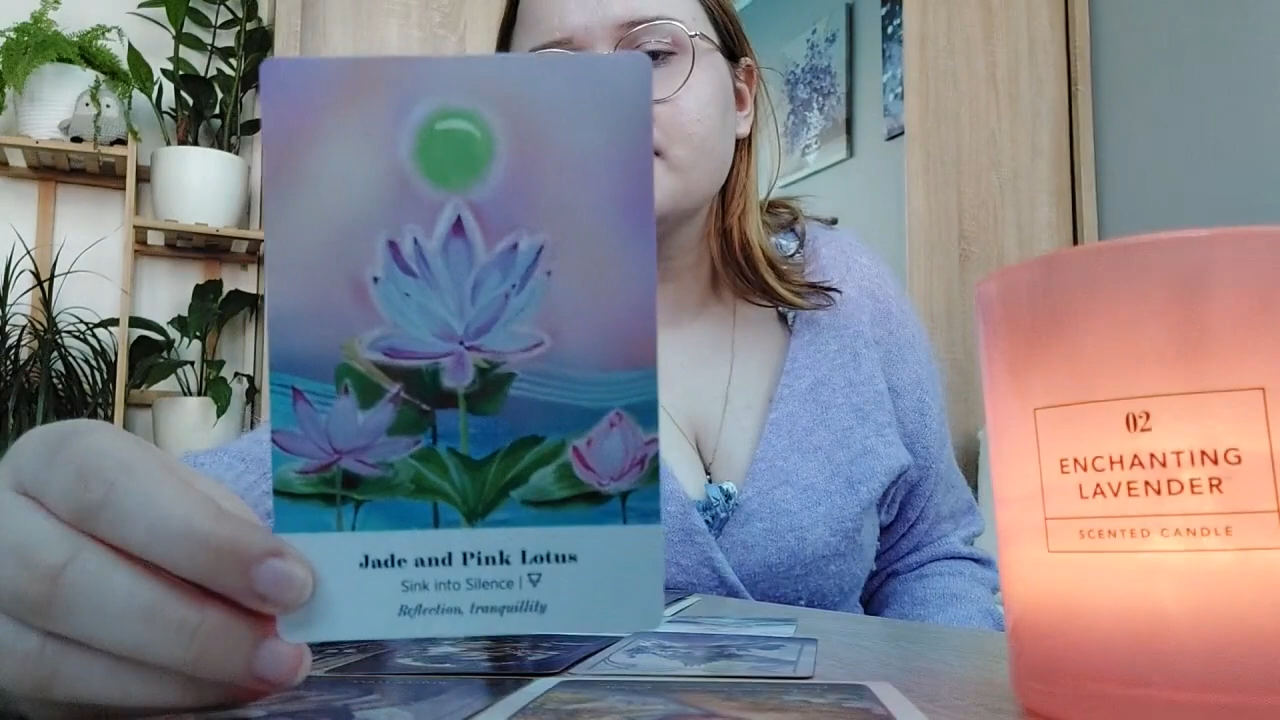 Jade and Pink Lotus
Sink into Silence | 🜃
Reflection, tranquillity
02
ENCHANTING
LAVENDER
SCENTED CANDLE